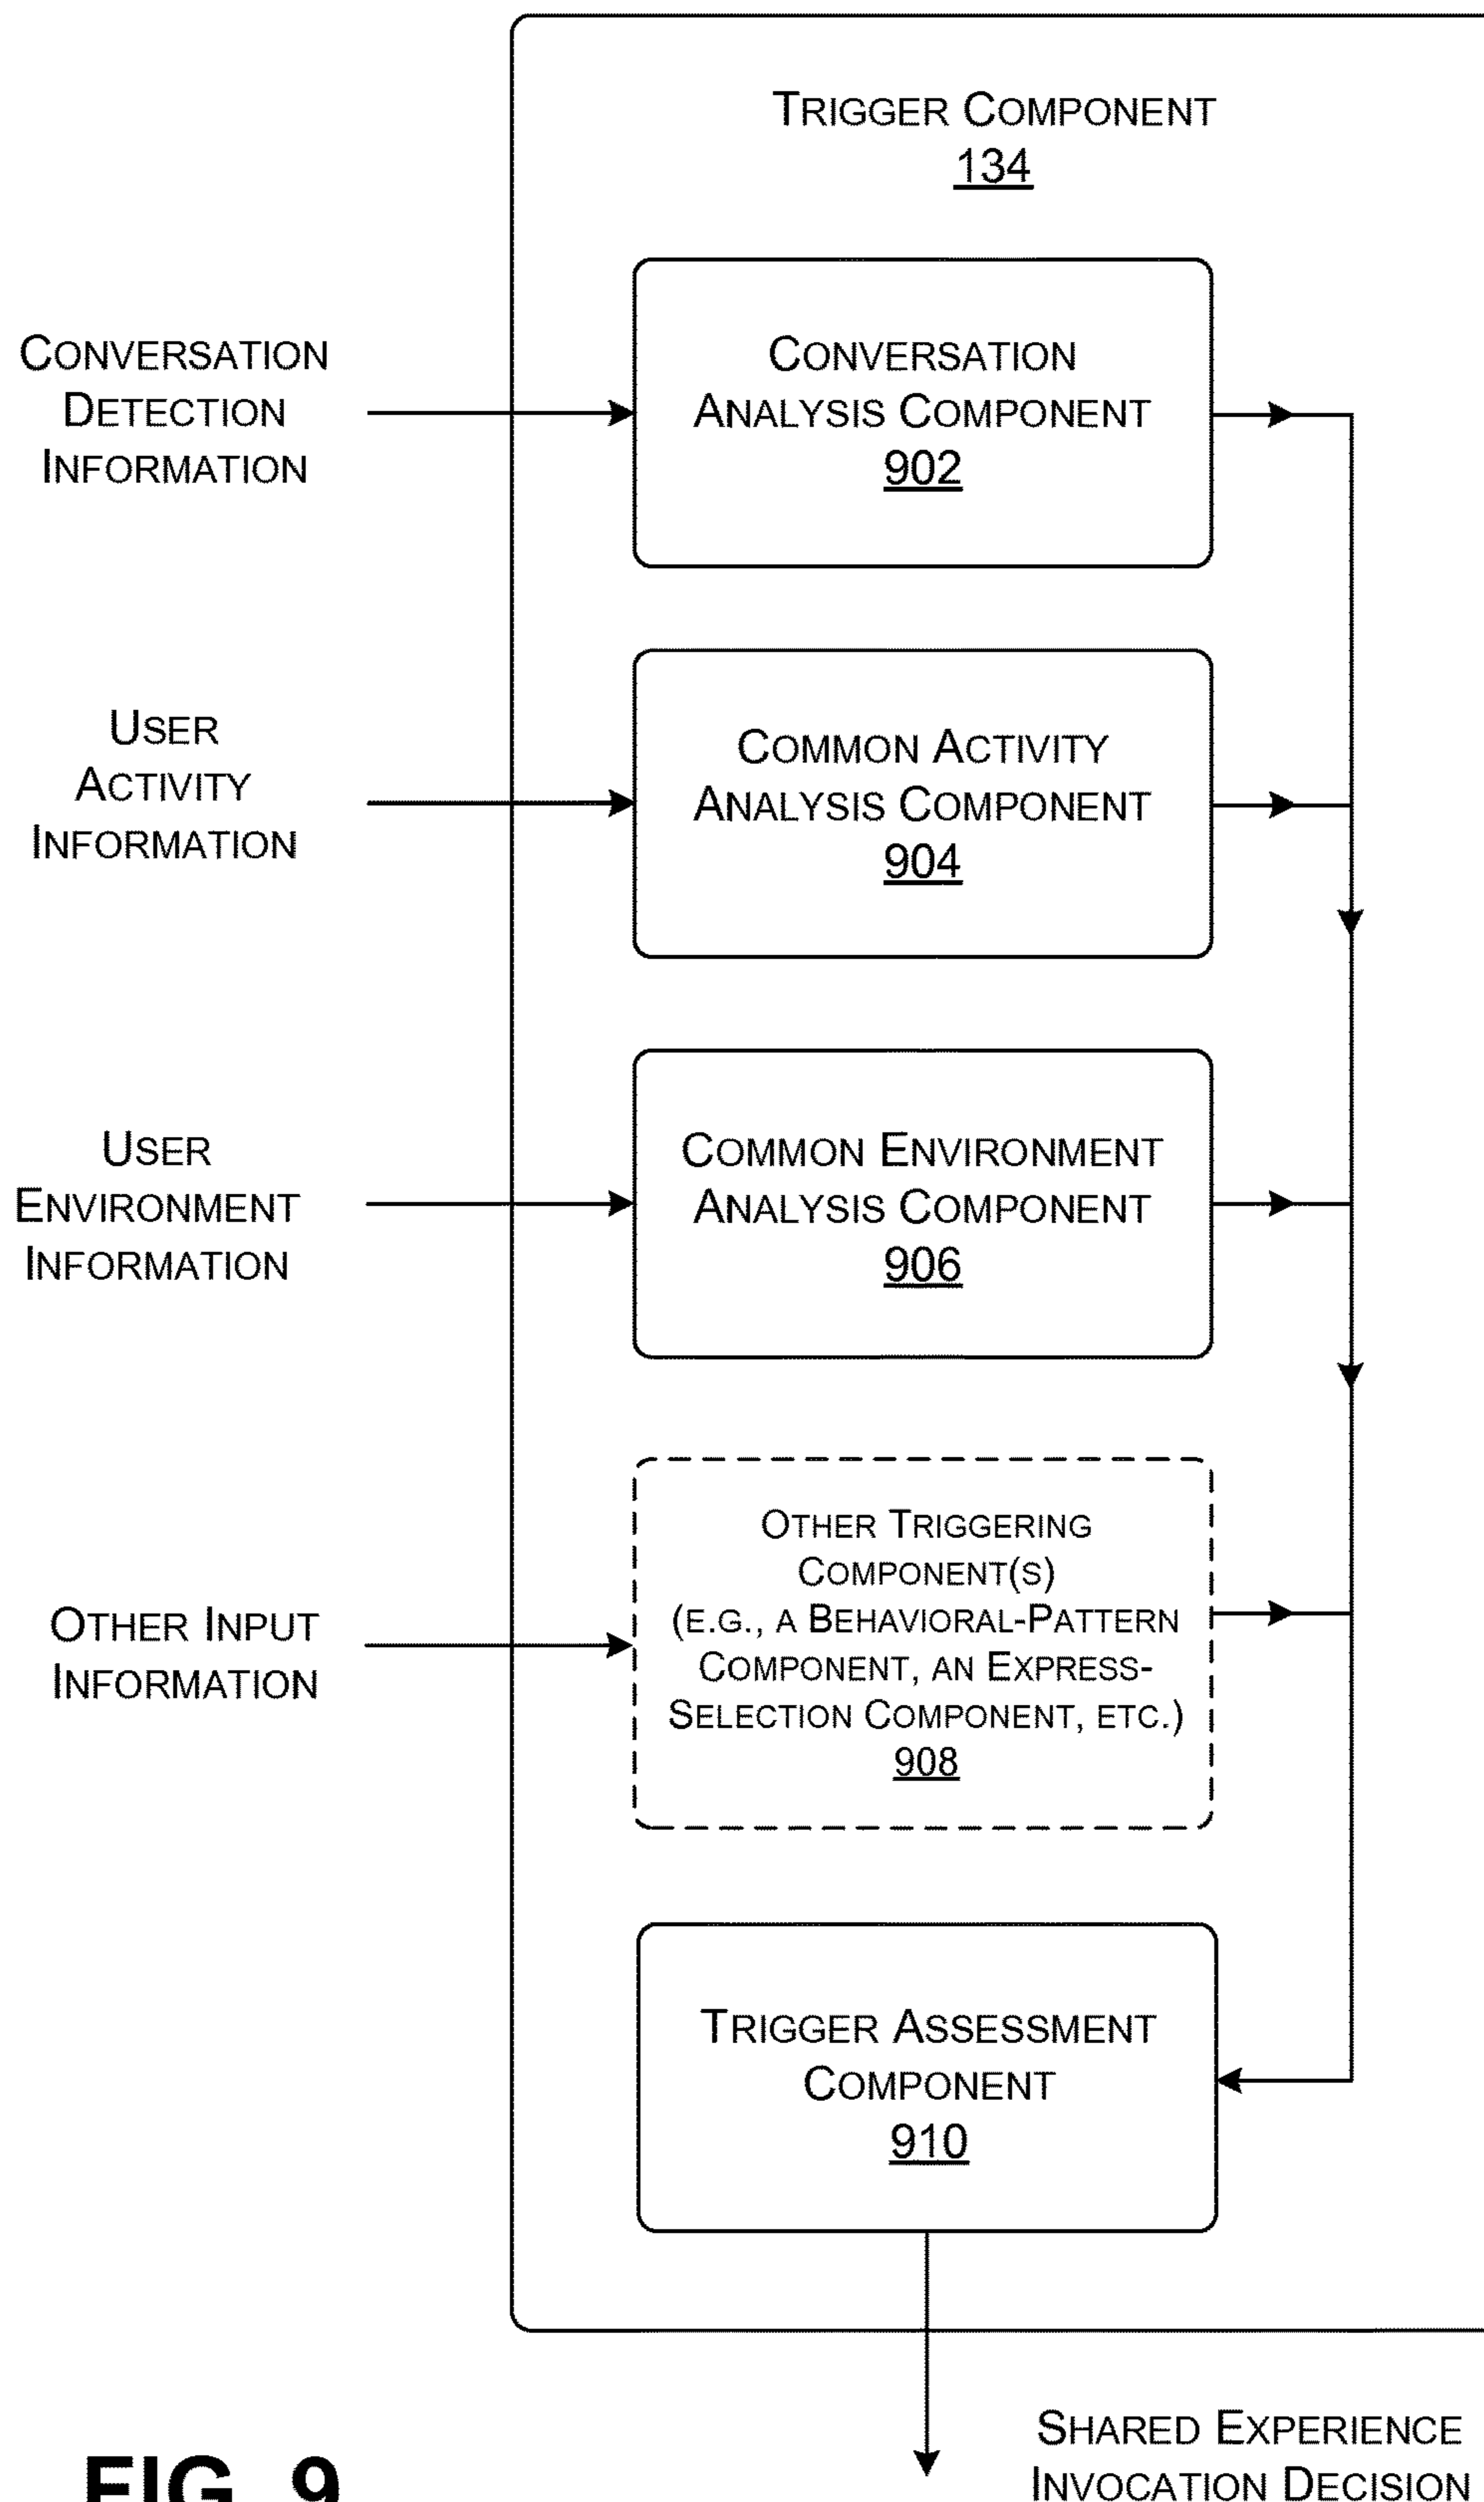 TRIGGER COMPONENT
134
CONVERSATION
DETECTION
INFORMATION
CONVERSATION
ANALYSIS COMPONENT
902
USER
ACTIVITY
INFORMATION
COMMON ACTIVITY
ANALYSIS COMPONENT
904
USER
ENVIRONMENT
INFORMATION
COMMON ENVIRONMENT
ANALYSIS COMPONENT
906
OTHER INPUT
INFORMATION
OTHER TRIGGERING
COMPONENT(S)
(E.G., A BEHAVIORAL-PATTERN
COMPONENT, AN EXPRESS-
SELECTION COMPONENT, ETC.)
908
TRIGGER ASSESSMENT
COMPONENT
910
SHARED EXPERIENCE
INVOCATION DECISION
FIG. 9